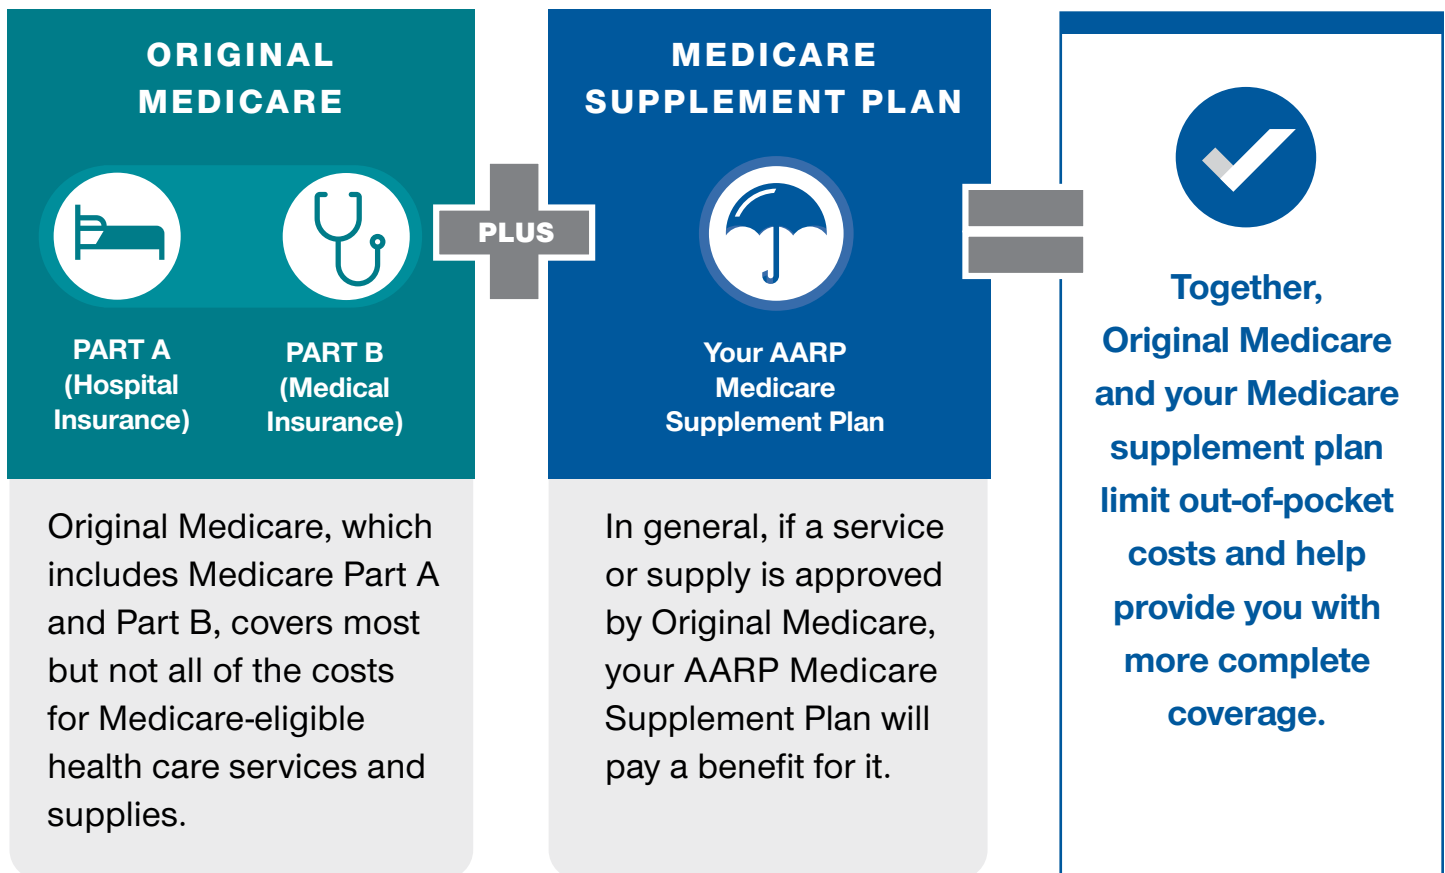 ORIGINAL
MEDICARE
PART A
(Hospital
Insurance)
PART B
(Medical
Insurance)
Original Medicare, which
includes Medicare Part A
and Part B, covers most
but not all of the costs
for Medicare-eligible
health care services and
supplies.
PLUS
MEDICARE
SUPPLEMENT PLAN
Your AARP
Medicare
Supplement Plan
In general, if a service
or supply is approved
by Original Medicare,
your AARP Medicare
Supplement Plan will
pay a benefit for it.
Together,
Original Medicare
and your Medicare
supplement plan
limit out-of-pocket
costs and help
provide you with
more complete
coverage.